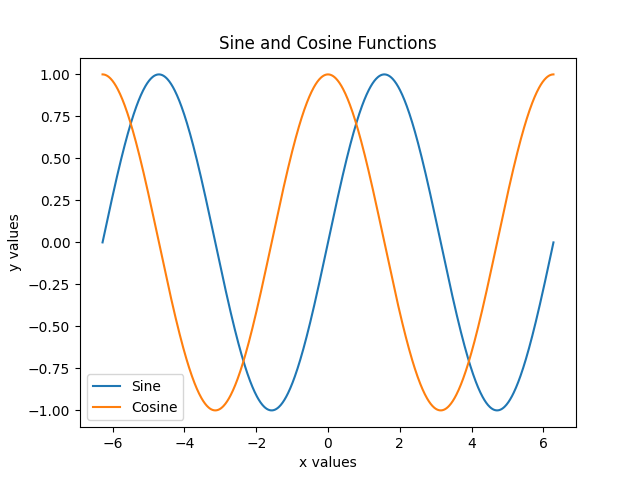 Sine and Cosine Functions
1.00
0.75
0.50
0.25
0.00
−0.25
−0.50
−0.75
−1.00
y values
Sine
Cosine
−6 −4 −2 0 2 4 6
x values